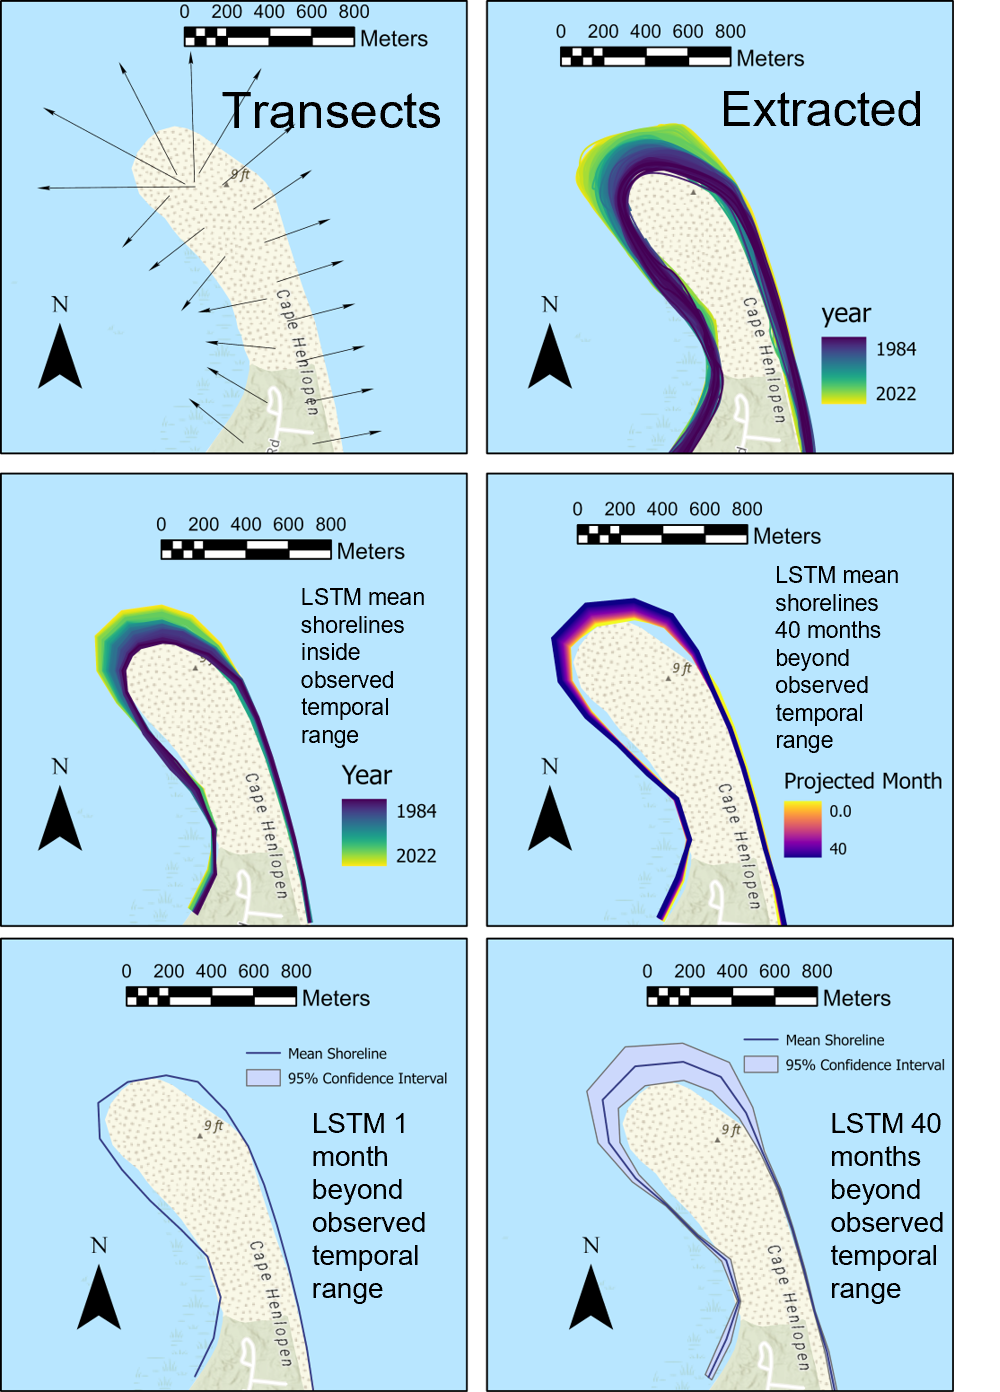 0 200 400 600 800
Meters
Transects
9 ft
N
Cape Henlopen
0 200 400 600 800
Meters
Extracted
N
year
1984
2022
Cape Henlopen
0 200 400 600 800
Meters
LSTM mean
shorelines
inside
observed
temporal
range
N
Year
1984
2022
Cape Henlopen
0 200 400 600 800
Meters
LSTM mean
shorelines
40 months
beyond
observed
temporal
range
9 ft
N
Projected Month
0.0
40
Cape Henlopen
0 200 400 600 800
Meters
Mean Shoreline
95% Confidence Interval
9 ft
LSTM 1
month
beyond
observed
temporal
range
N
Cape Henlopen
0 200 400 600 800
Meters
Mean Shoreline
95% Confidence Interval
9 ft
LSTM 40
months
beyond
observed
temporal
range
N
Cape Henlopen